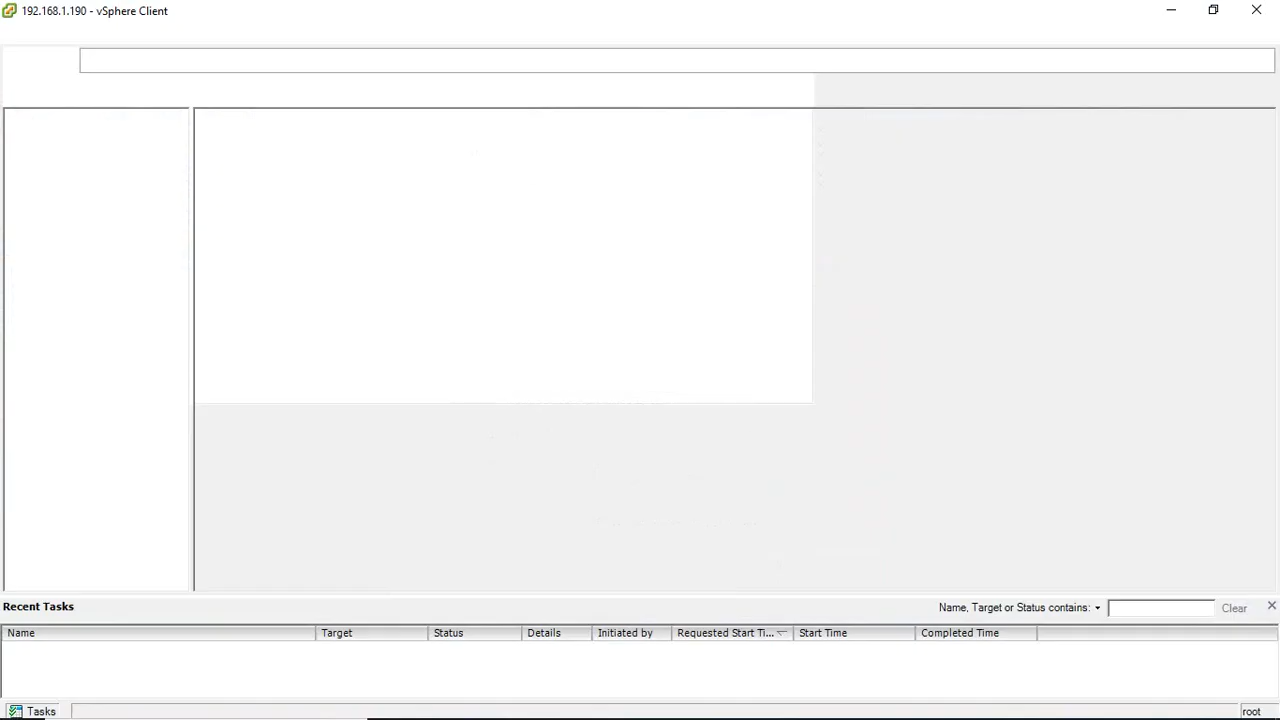 192.168.1.190 - vSphere Client
Recent Tasks
Name, Target or Status contains:
Clear
Name Target Status Details Initiated by Requested Start Ti... Start Time Completed Time
Tasks
root